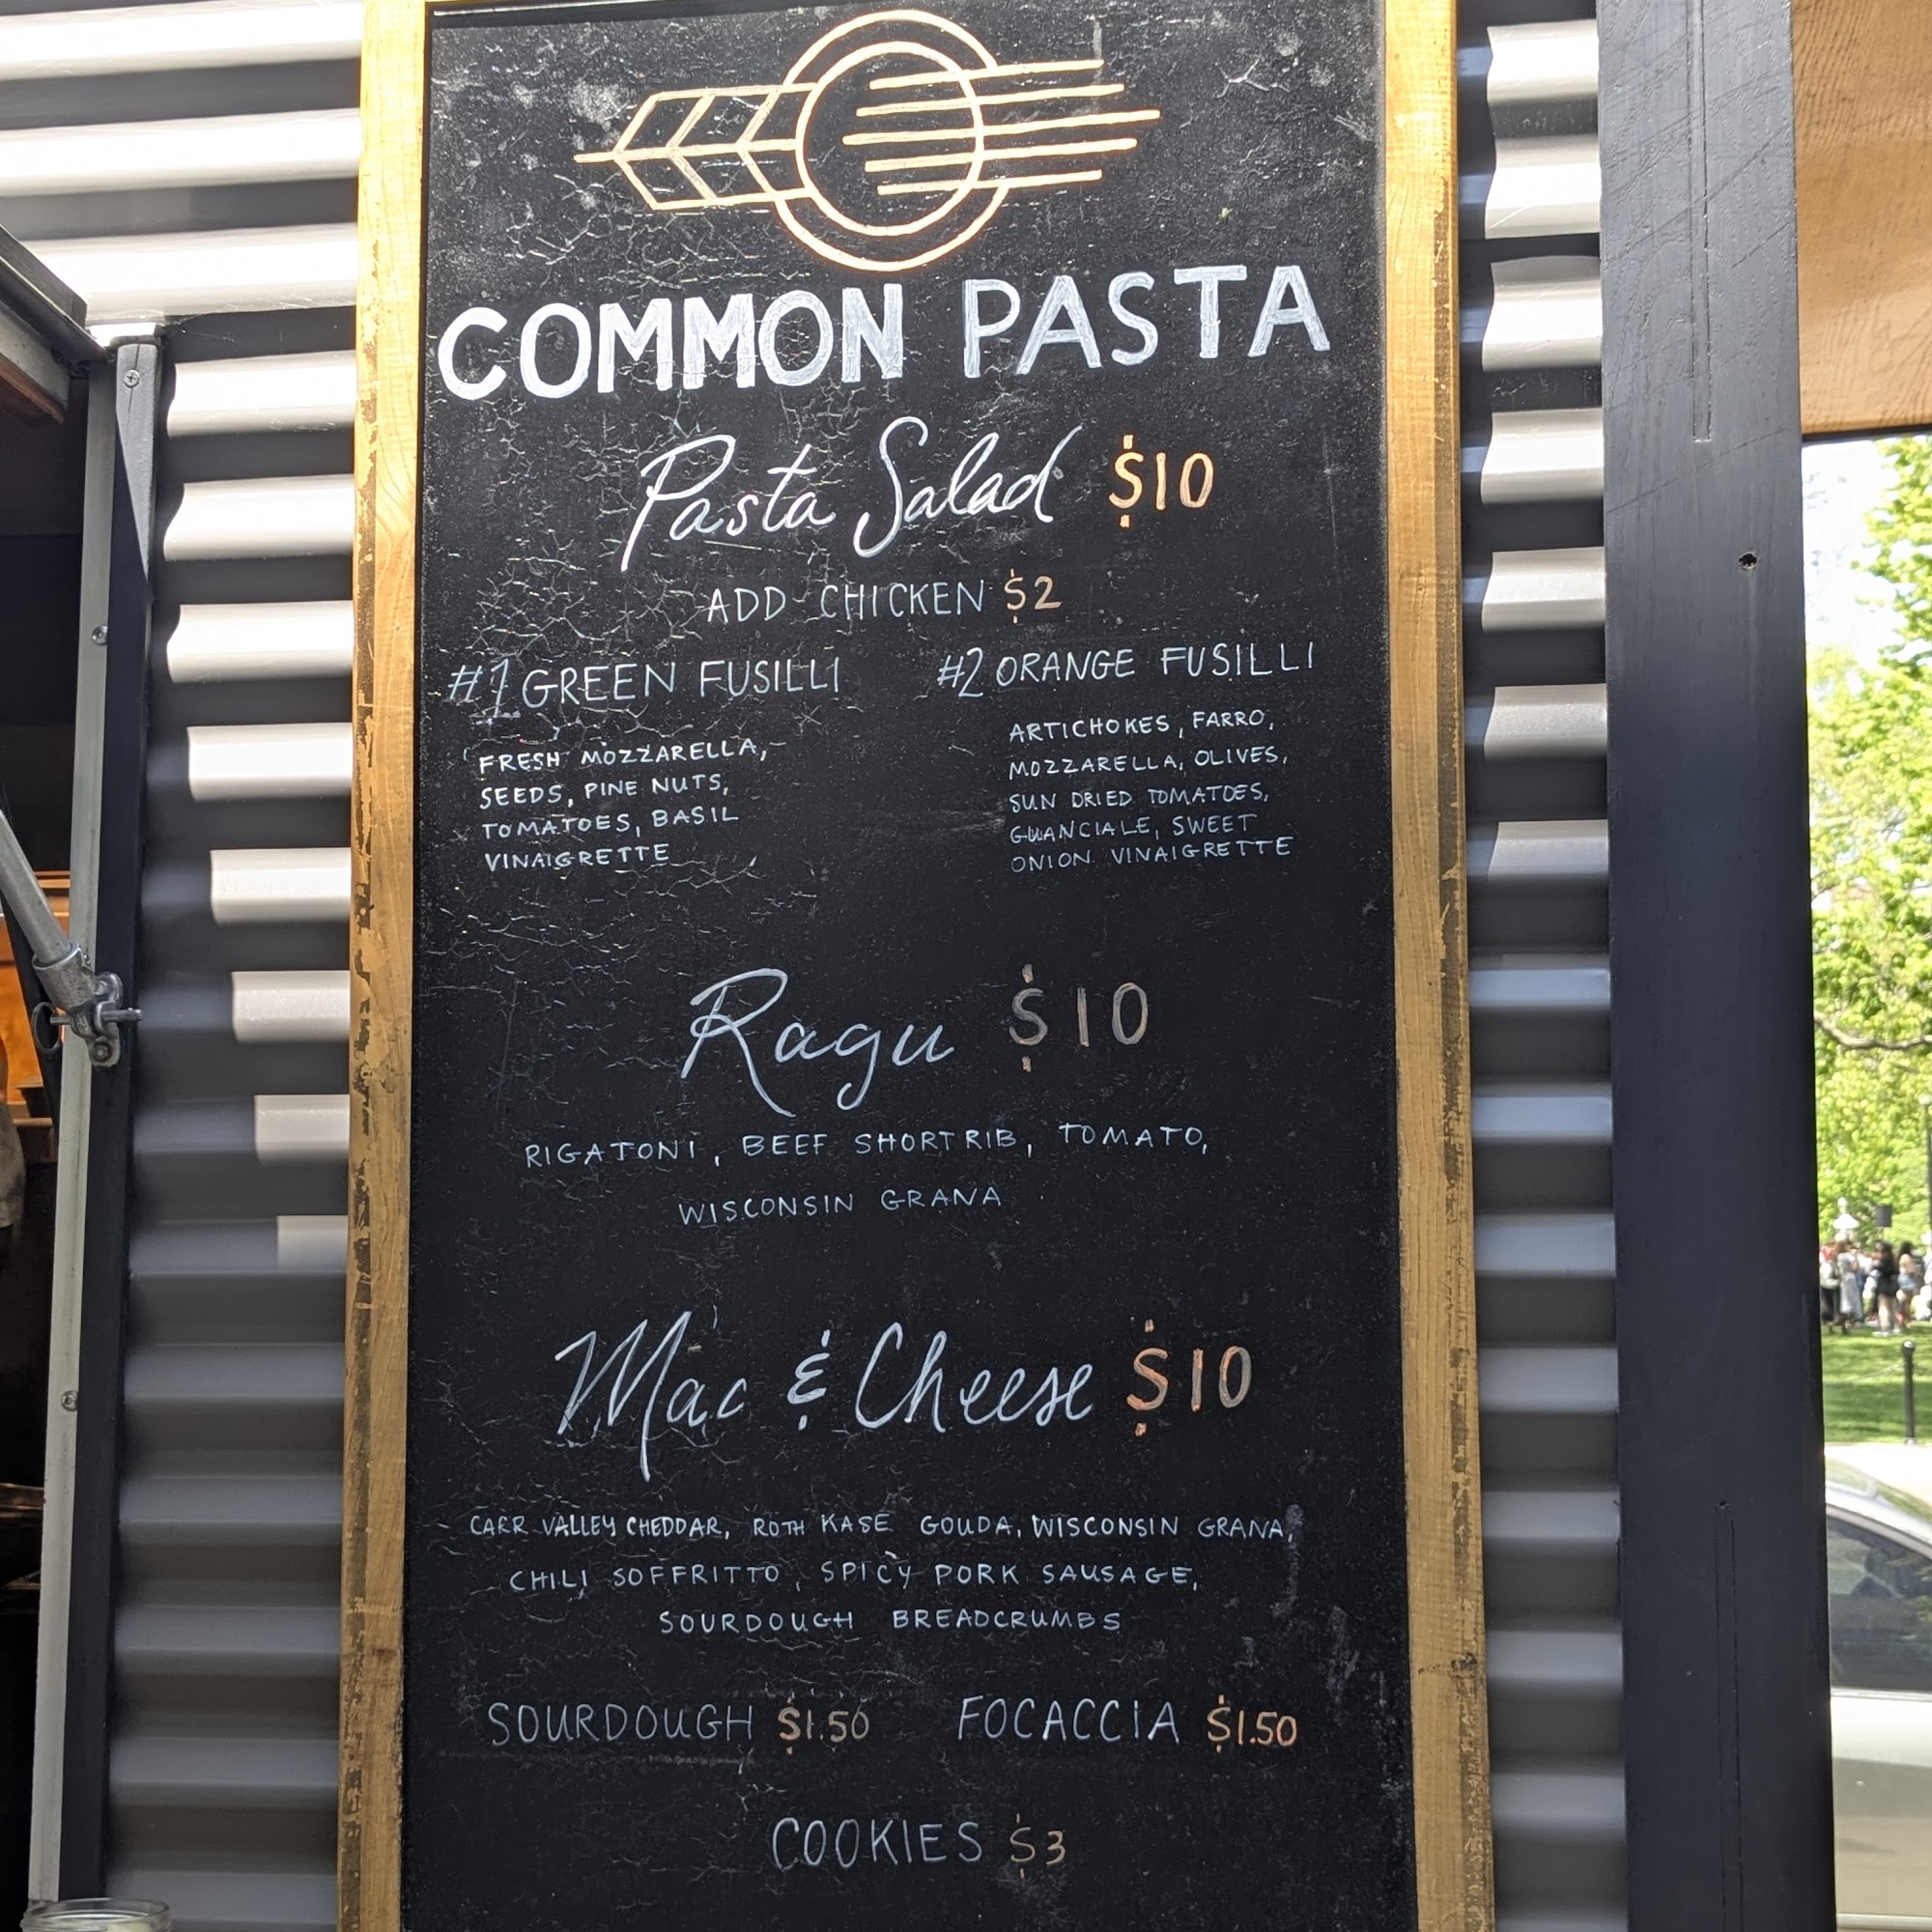 COMMON PASTA
Pasta Salad $10
ADD CHICKEN $2
#1 GREEN FUSILLI
FRESH MOZZARELLA,
SEEDS, PINE NUTS,
TOMATOES, BASIL
VINAIGRETTE
#2 ORANGE FUSILLI
ARTICHOKES, FARRO,
MOZZARELLA, OLIVES,
SUN DRIED TOMATOES,
GUANCIALE, SWEET
ONION VINAIGRETTE
Ragu $10
RIGATONI, BEEF SHORT RIB, TOMATO,
WISCONSIN GRANA
Mac & Cheese $10
CARR VALLEY CHEDDAR, ROTH KASE GOUDA, WISCONSIN GRANA,
CHILI SOFFRITTO, SPICY PORK SAUSAGE,
SOURDOUGH BREADCRUMBS
SOURDOUGH $1.50 FOCACCIA $1.50
COOKIES $3